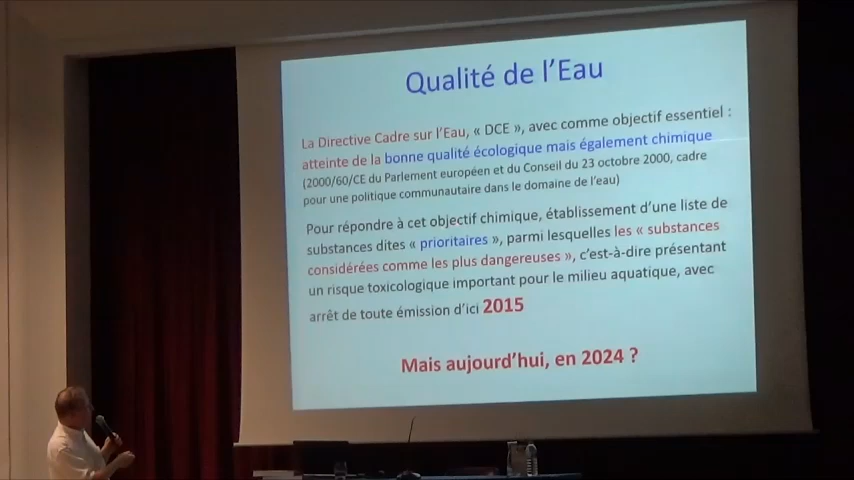 Qualité de l'Eau
La Directive Cadre sur l'Eau, « DCE », avec comme objectif essentiel :
atteinte de la bonne qualité écologique mais également chimique
(2000/60/CE du Parlement européen et du Conseil du 23 octobre 2000, cadre
pour une politique communautaire dans le domaine de l'eau)
Pour répondre à cet objectif chimique, établissement d'une liste de
substances dites « prioritaires », parmi lesquelles les « substances
considérées comme les plus dangereuses », c'est-à-dire présentant
un risque toxicologique important pour le milieu aquatique, avec
arrêt de toute émission d'ici 2015
Mais aujourd'hui, en 2024 ?